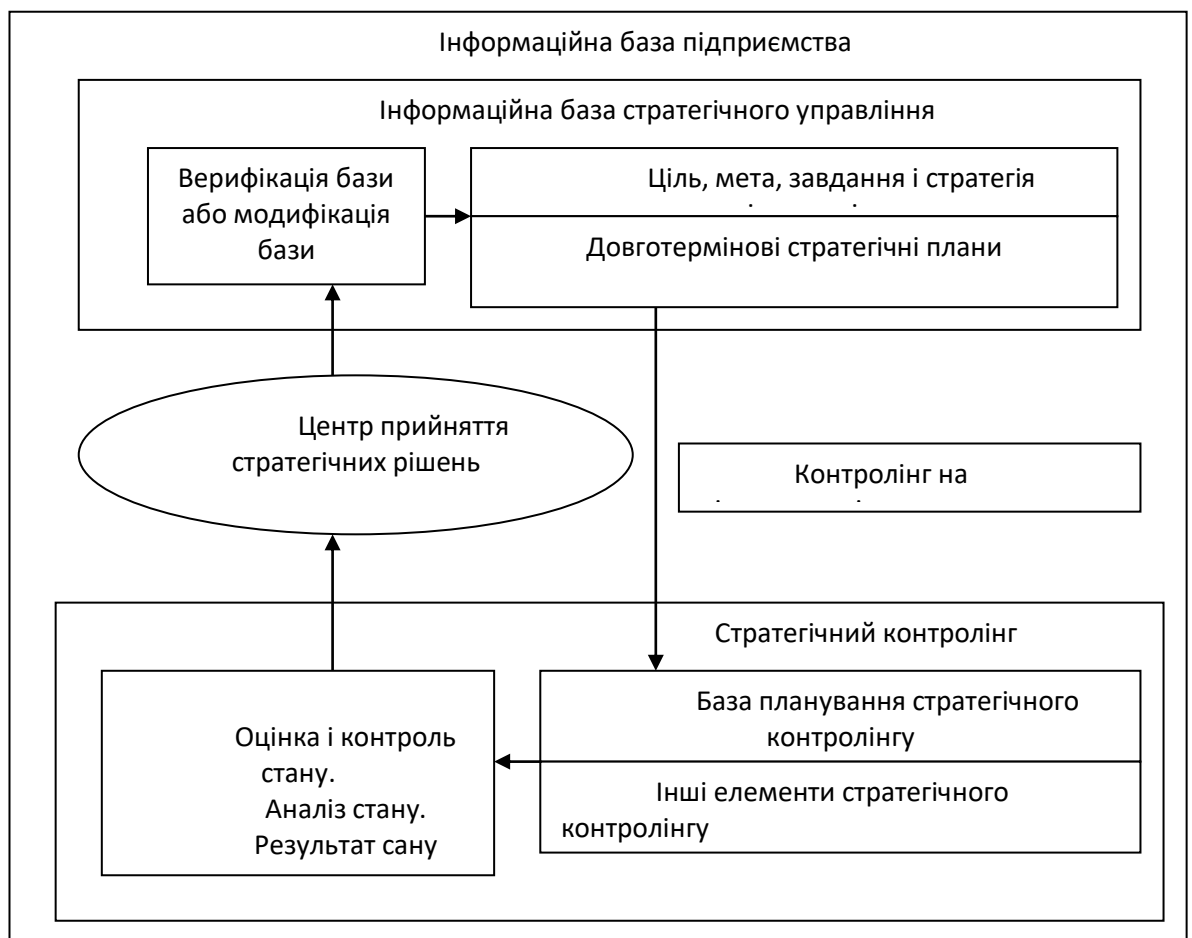 Інформаційна база підприємства
Інформаційна база стратегічного управління
Верифікація бази
або модифікація
бази
Ціль, мета, завдання і стратегія
Довготермінові стратегічні плани
Центр прийняття
стратегічних рішень
Контролінг на
Стратегічний контролінг
Оцінка і контроль
стану.
Аналіз стану.
Результат сану
База планування стратегічного
контролінгу
Інші елементи стратегічного
контролінгу